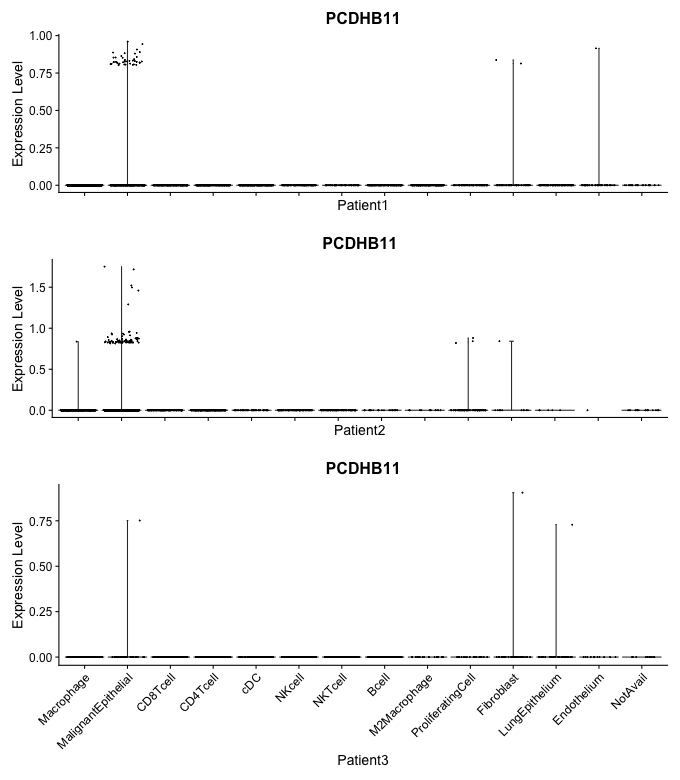 PCDHB11
1.00
0.75
0.50
0.25
0.00
Expression Level
Patient1
PCDHB11
1.5
1.0
0.5
0.0
Expression Level
Patient2
PCDHB11
0.75
0.50
0.25
0.00
Expression Level
Macrophage
MalignantEpithelial
CD8Tcell
CD4Tcell
cDC
NKcell
NKTcell
Bcell
M2Macrophage
ProliferatingCell
Fibroblast
LungEpithelium
Endothelium
NotAvail
Patient3